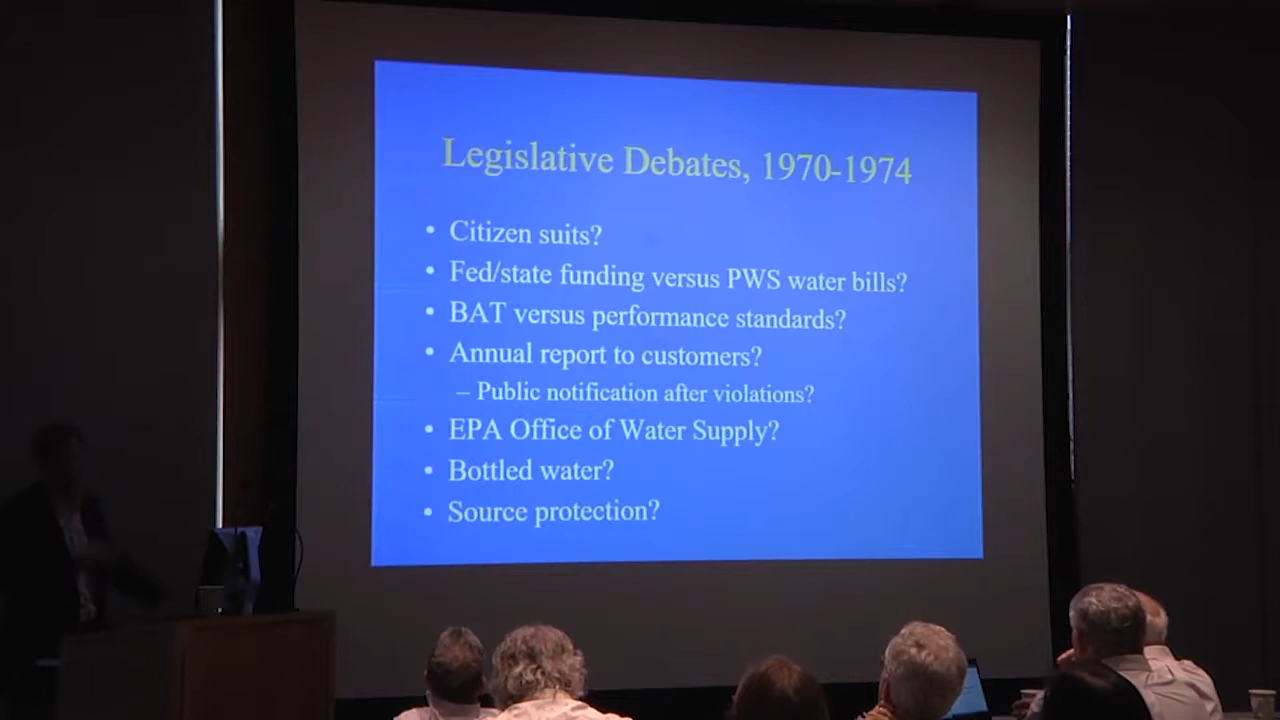 Legislative Debates, 1970-1974
• Citizen suits?
• Fed/state funding versus PWS water bills?
• BAT versus performance standards?
• Annual report to customers?
– Public notification after violations?
• EPA Office of Water Supply?
• Bottled water?
• Source protection?